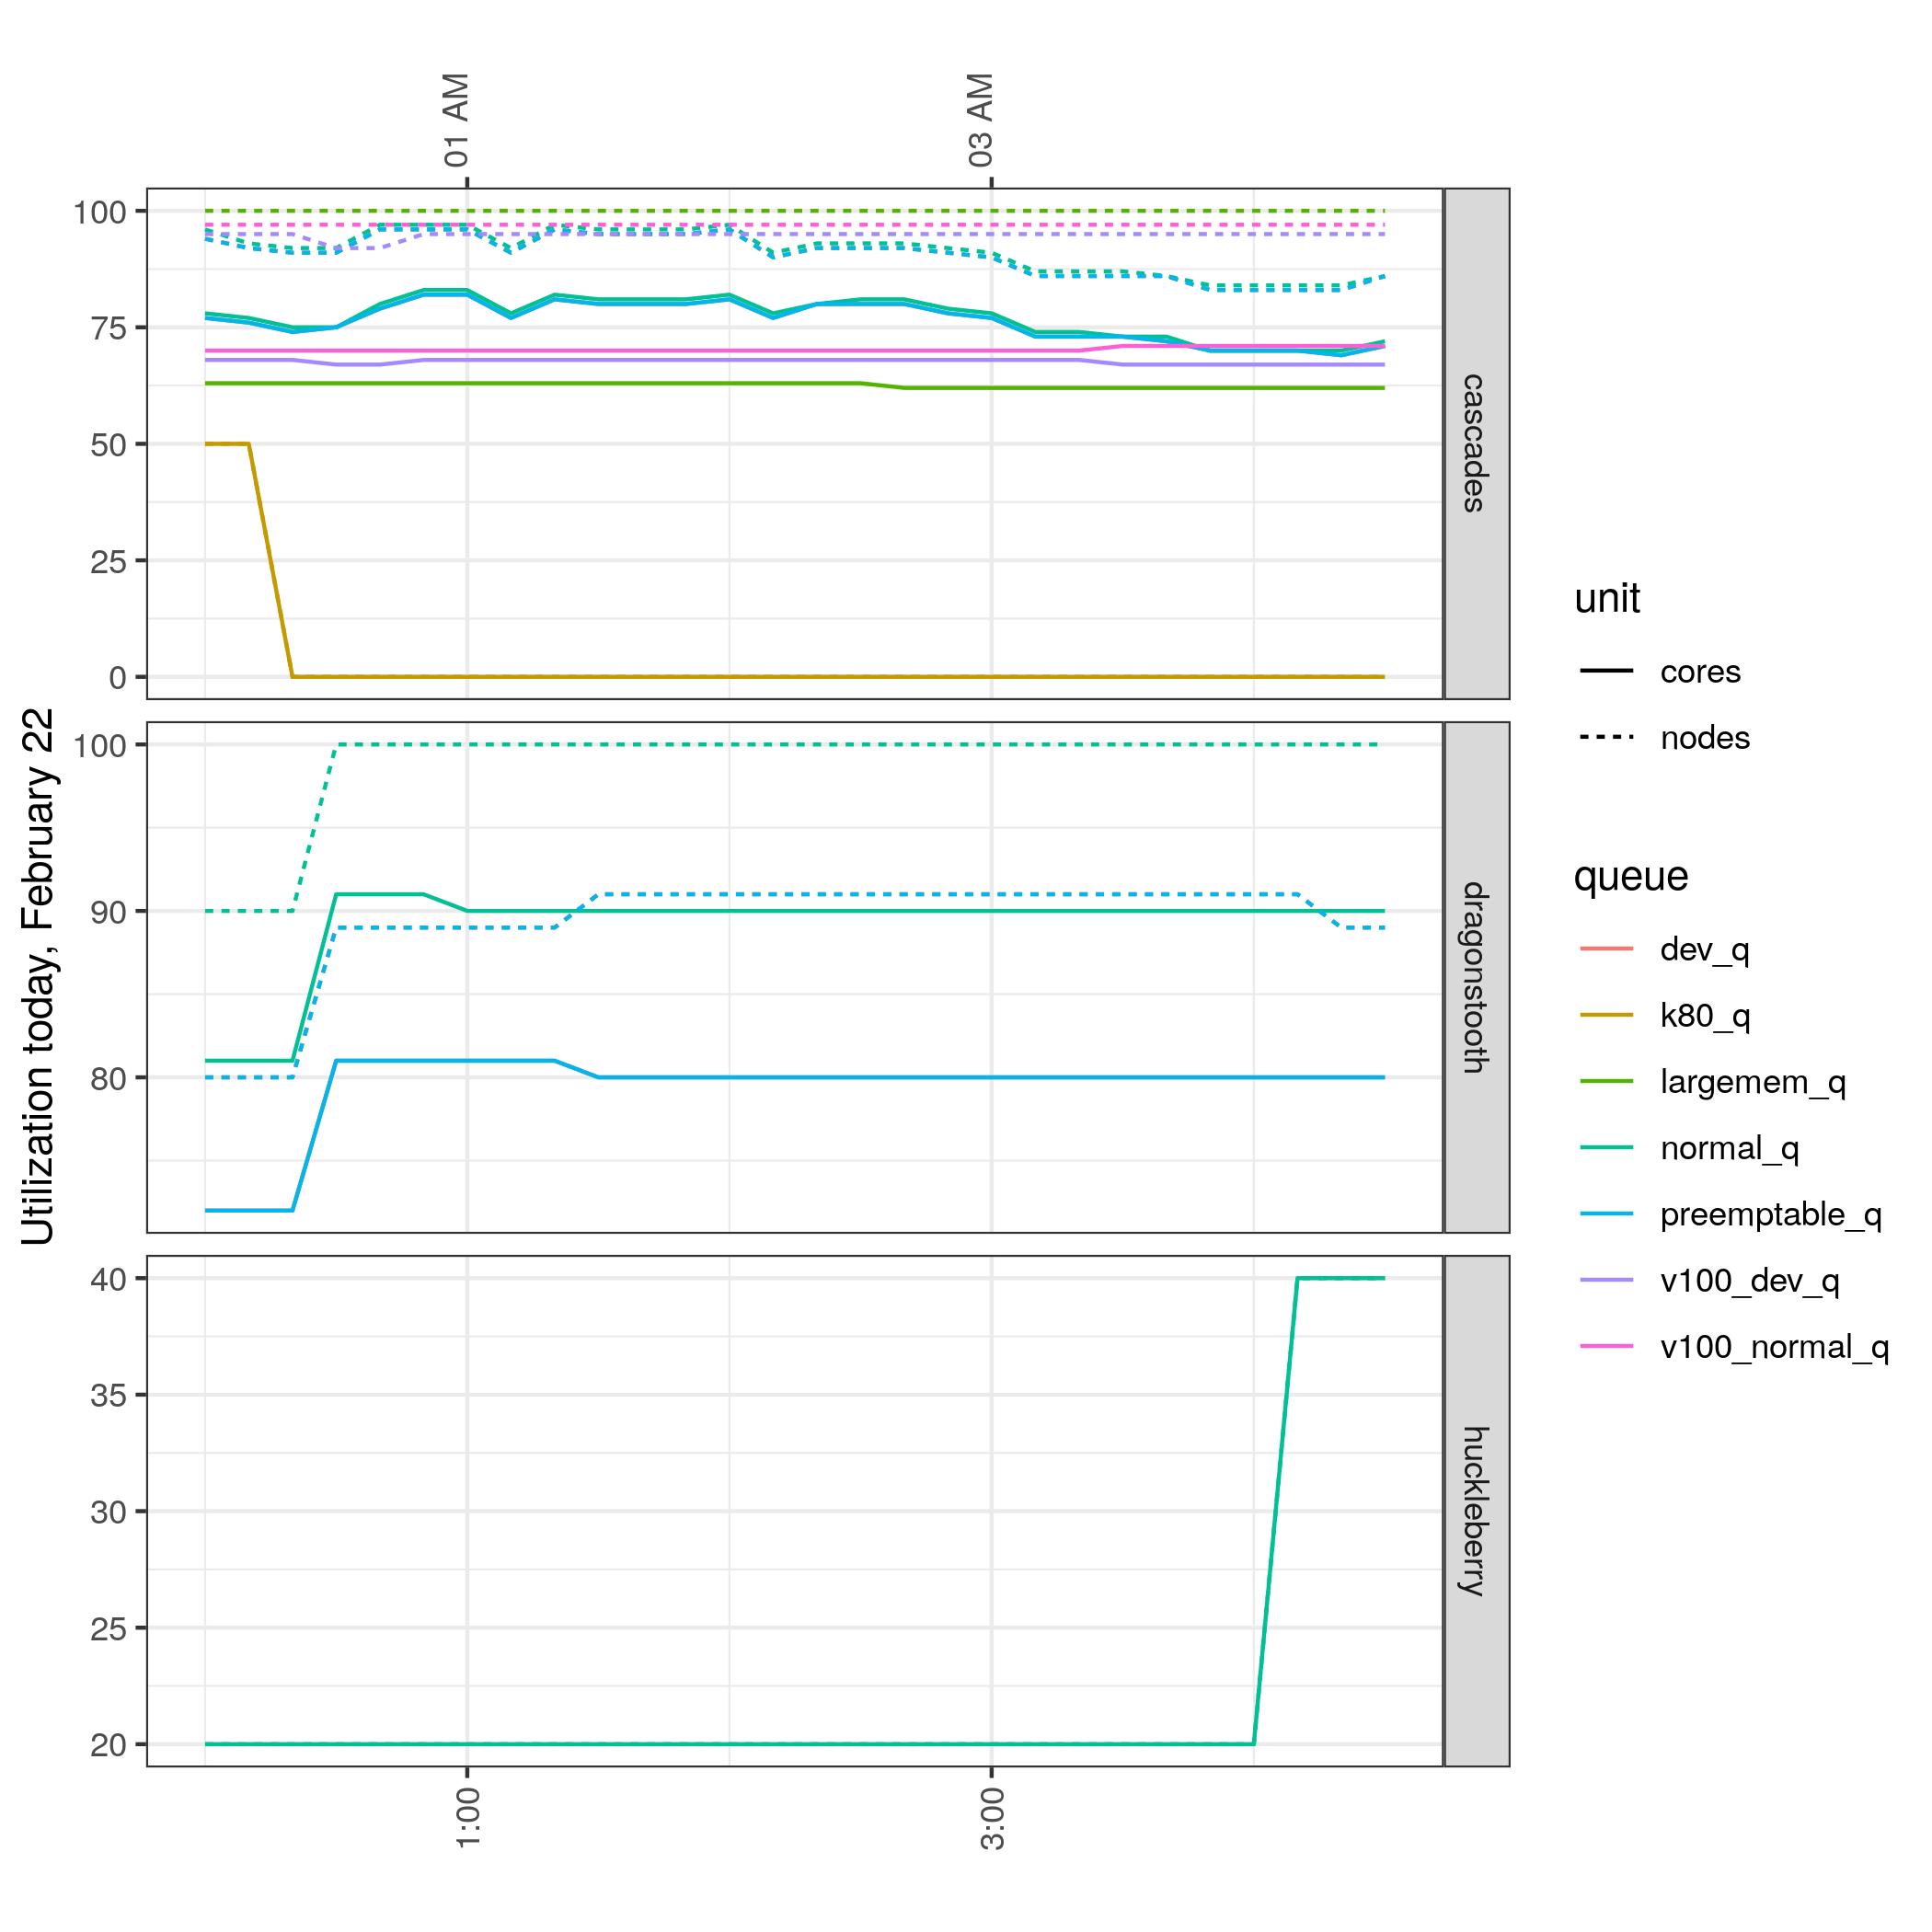 01 AM
03 AM
Utilization today, February 22
100
75
50
25
0
cascades
100
90
80
dragonstooth
40
35
30
25
20
huckleberry
1:00
3:00
unit
cores
nodes
queue
dev_q
k80_q
largemem_q
normal_q
preemptable_q
v100_dev_q
v100_normal_q